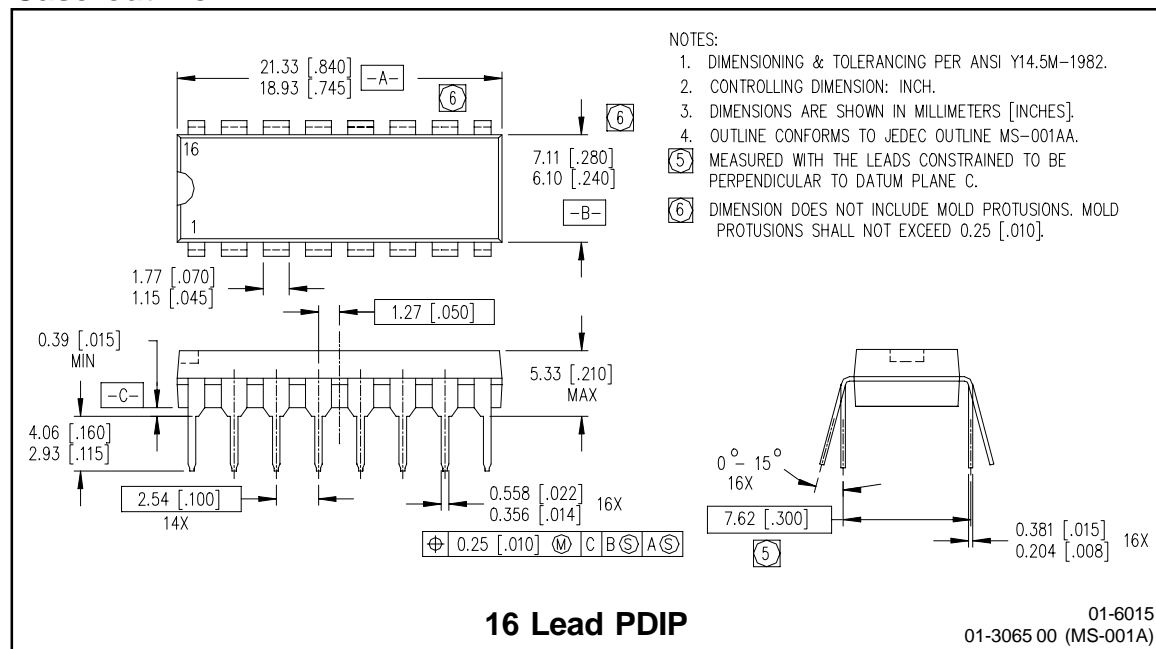 NOTES:
1. DIMENSIONING & TOLERANCING PER ANSI Y14.5M-1982.
2. CONTROLLING DIMENSION: INCH.
3. DIMENSIONS ARE SHOWN IN MILLIMETERS [INCHES].
4. OUTLINE CONFORMS TO JEDEC OUTLINE MS-001AA.
5 MEASURED WITH THE LEADS CONSTRAINED TO BE
PERPENDICULAR TO DATUM PLANE C.
6 DIMENSION DOES NOT INCLUDE MOLD PROTUSIONS. MOLD
PROTUSIONS SHALL NOT EXCEED 0.25 [.010].
21.33 [.840]
18.93 [.745]
-A-
6
6
16
1
7.11 [.280]
6.10 [.240]
-B-
1.77 [.070]
1.15 [.045]
1.27 [.050]
0.39 [.015]
MIN
-C-
5.33 [.210]
MAX
4.06 [.160]
2.93 [.115]
2.54 [.100]
14X
0.558 [.022]
0.356 [.014]
16X
⌖ 0.25 [.010] Ⓜ C B Ⓢ A Ⓢ
0°- 15°
16X
7.62 [.300]
5
0.381 [.015]
0.204 [.008]
16X
16 Lead PDIP
01-6015
01-3065 00 (MS-001A)